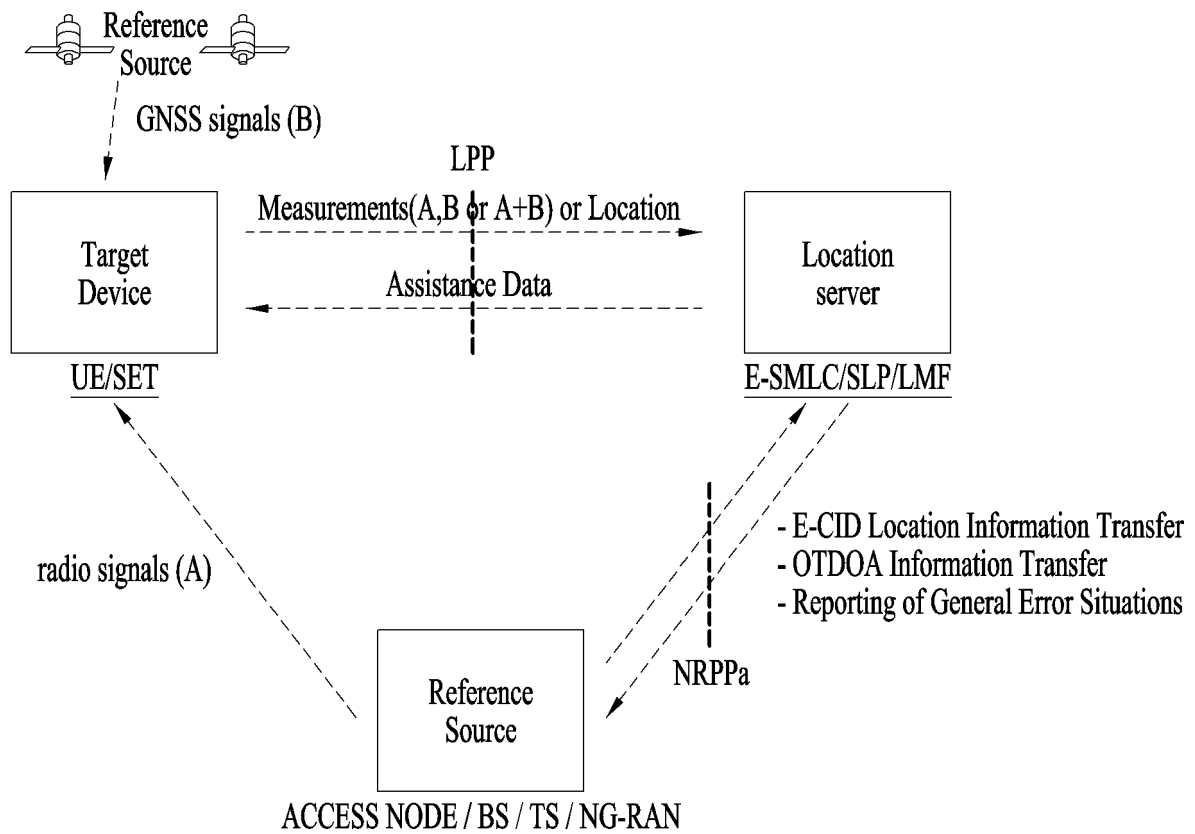 Reference
Source
GNSS signals (B)
LPP
Measurements(A,B or A+B) or Location
Target
Device
Location
server
Assistance Data
UE/SET
E-SMLC/SLP/LMF
- E-CID Location Information Transfer
- OTDOA Information Transfer
- Reporting of General Error Situations
radio signals (A)
NRPPa
Reference
Source
ACCESS NODE / BS / TS / NG-RAN